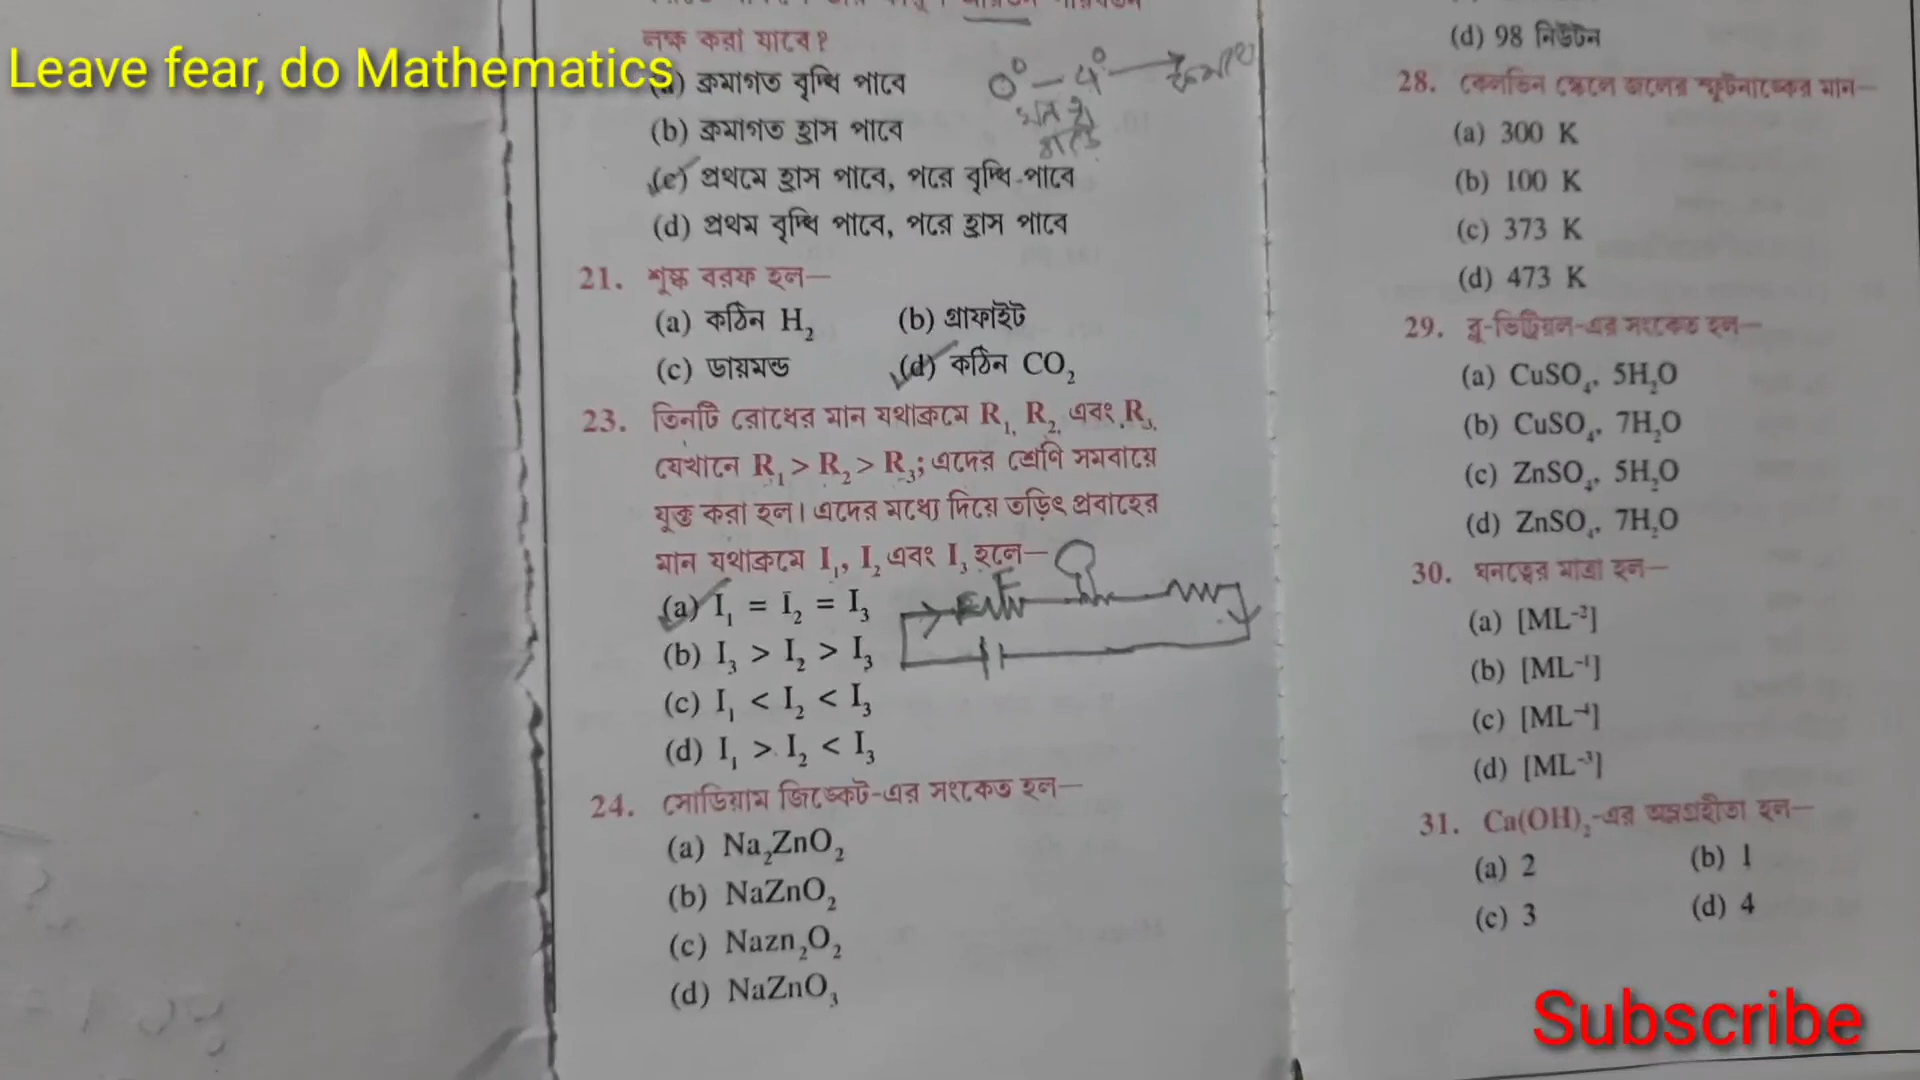 Leave fear, do Mathematics
লক্ষ করা যাবে?
(a) ক্রমাগত বৃদ্ধি পাবে
(b) ক্রমাগত হ্রাস পাবে
(c) প্রথমে হ্রাস পাবে, পরে বৃদ্ধি পাবে
(d) প্রথম বৃদ্ধি পাবে, পরে হ্রাস পাবে
0° – 4°
21. শুষ্ক বরফ হল—
(a) কঠিন H₂ (b) গ্রাফাইট
(c) ডায়মন্ড (d) কঠিন CO₂
23. তিনটি রোধের মান যথাক্রমে R₁, R₂, এবং R₃,
যেখানে R₁ > R₂ > R₃; এদের শ্রেণি সমবায়ে
যুক্ত করা হল। এদের মধ্যে দিয়ে তড়িৎ প্রবাহের
মান যথাক্রমে I₁, I₂ এবং I₃ হলে—
(a) I₁ = I₂ = I₃
(b) I₃ > I₂ > I₃
(c) I₁ < I₂ < I₃
(d) I₁ > I₂ < I₃
24. সোডিয়াম জিঙ্কেট-এর সংকেত হল—
(a) Na₂ZnO₂
(b) NaZnO₂
(c) Nazn₂O₂
(d) NaZnO₃
(d) 98 নিউটন
28. কেলভিন স্কেলে জলের স্ফুটনাঙ্কের মান—
(a) 300 K
(b) 100 K
(c) 373 K
(d) 473 K
29. ব্লু-ভিট্রিয়ল-এর সংকেত হল—
(a) CuSO₄, 5H₂O
(b) CuSO₄, 7H₂O
(c) ZnSO₄, 5H₂O
(d) ZnSO₄, 7H₂O
30. ঘনত্বের মাত্রা হল—
(a) [ML⁻²]
(b) [ML⁻¹]
(c) [ML⁻⁴]
(d) [ML⁻³]
31. Ca(OH)₂-এর অম্লগ্রহীতা হল—
(a) 2 (b) 1
(c) 3 (d) 4
Subscribe